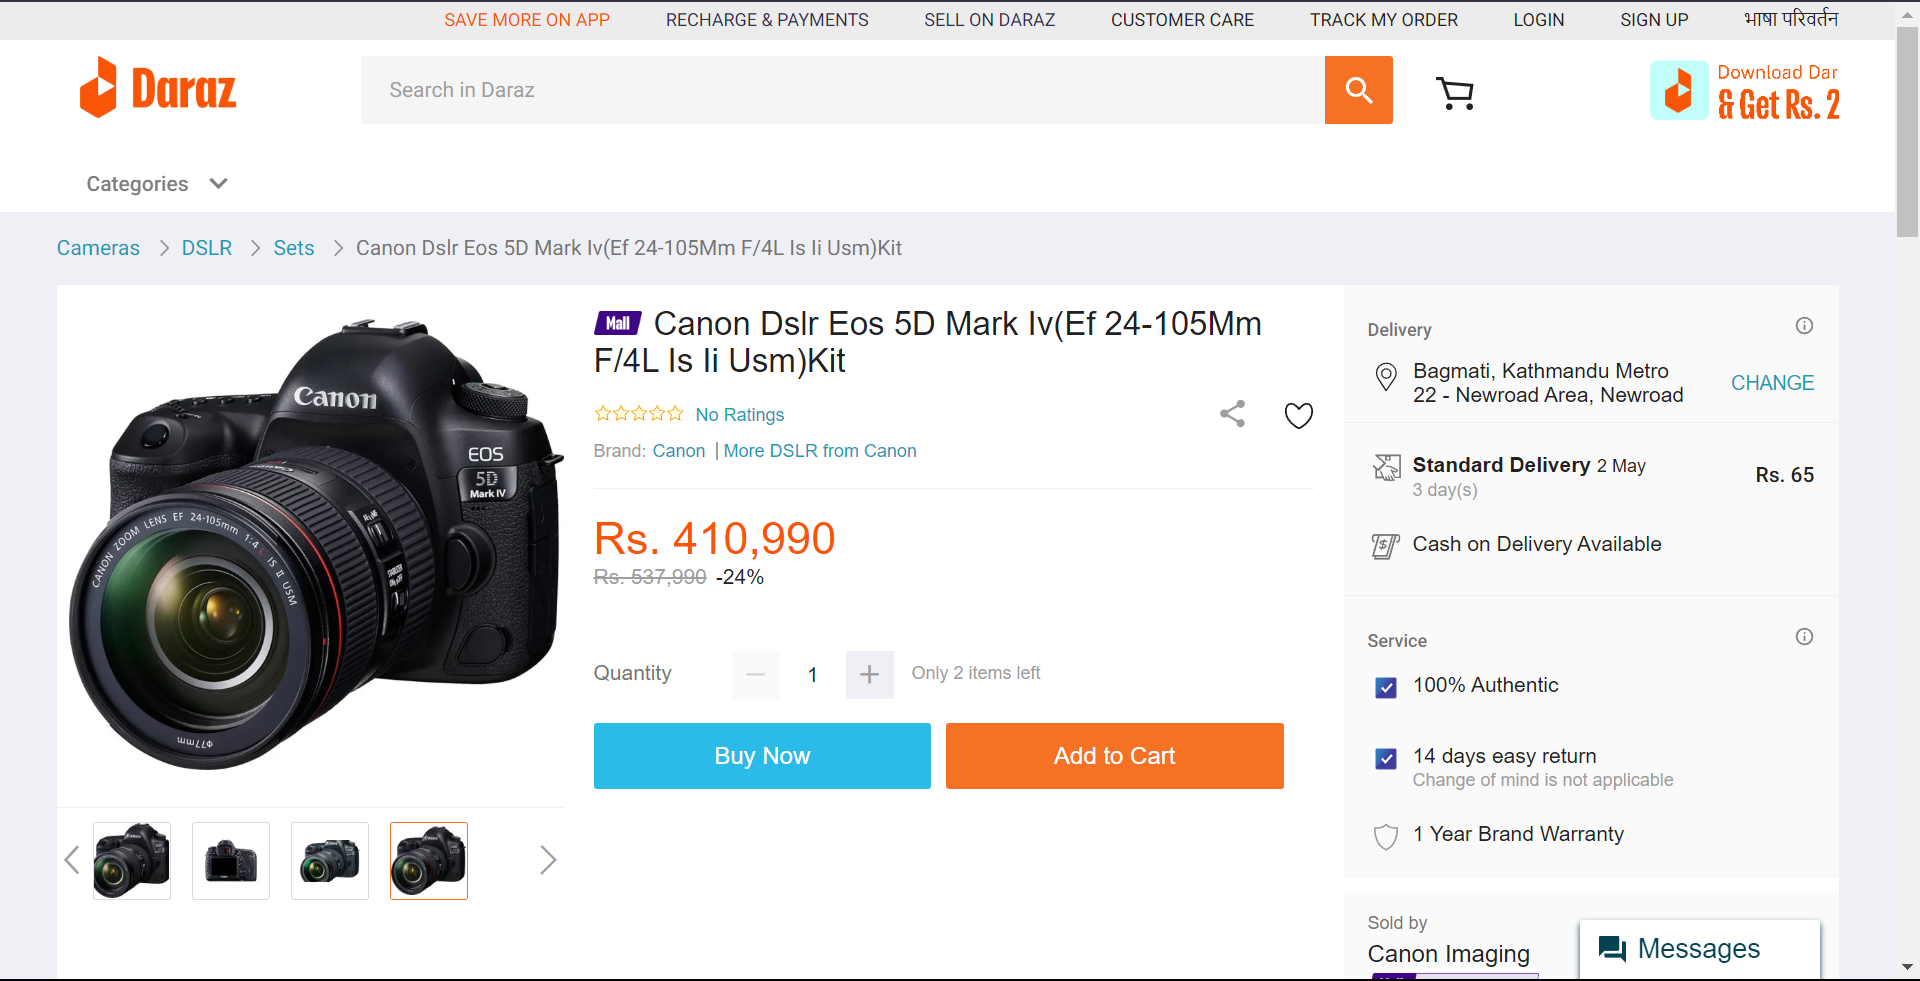 SAVE MORE ON APP RECHARGE & PAYMENTS SELL ON DARAZ CUSTOMER CARE TRACK MY ORDER LOGIN SIGN UP भाषा परिवर्तन
Daraz
Search in Daraz
Download Dar
& Get Rs. 2
Categories
Cameras DSLR Sets Canon Dslr Eos 5D Mark Iv(Ef 24-105Mm F/4L Is Ii Usm)Kit
Canon
EOS
5D
Mark IV
CANON ZOOM LENS EF 24-105mm 1:4 L IS II USM
STABILIZER
ϕ77mm
Mall Canon Dslr Eos 5D Mark Iv(Ef 24-105Mm
F/4L Is Ii Usm)Kit
No Ratings
Brand: Canon | More DSLR from Canon
Rs. 410,990
Rs. 537,990 -24%
Quantity 1 Only 2 items left
Buy Now Add to Cart
Delivery
Bagmati, Kathmandu Metro
22 - Newroad Area, Newroad
CHANGE
Standard Delivery 2 May
3 day(s)
Rs. 65
Cash on Delivery Available
Service
100% Authentic
14 days easy return
Change of mind is not applicable
1 Year Brand Warranty
Sold by
Canon Imaging
Messages